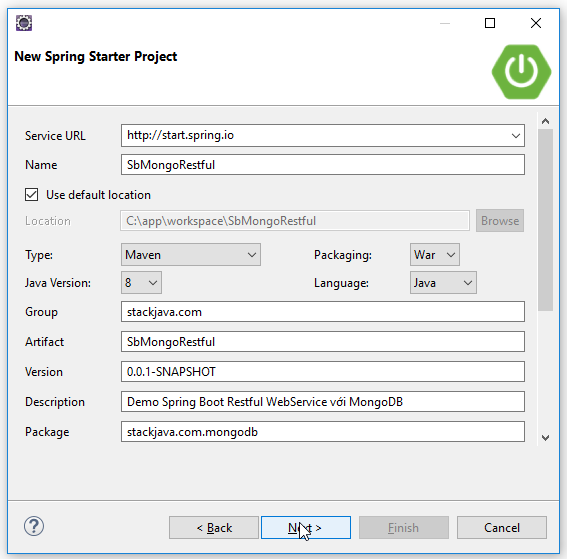 New Spring Starter Project
Service URL http://start.spring.io
Name SbMongoRestful
Use default location
Location C:\app\workspace\SbMongoRestful Browse
Type: Maven Packaging: War
Java Version: 8 Language: Java
Group stackjava.com
Artifact SbMongoRestful
Version 0.0.1-SNAPSHOT
Description Demo Spring Boot Restful WebService với MongoDB
Package stackjava.com.mongodb
? < Back Next > Finish Cancel